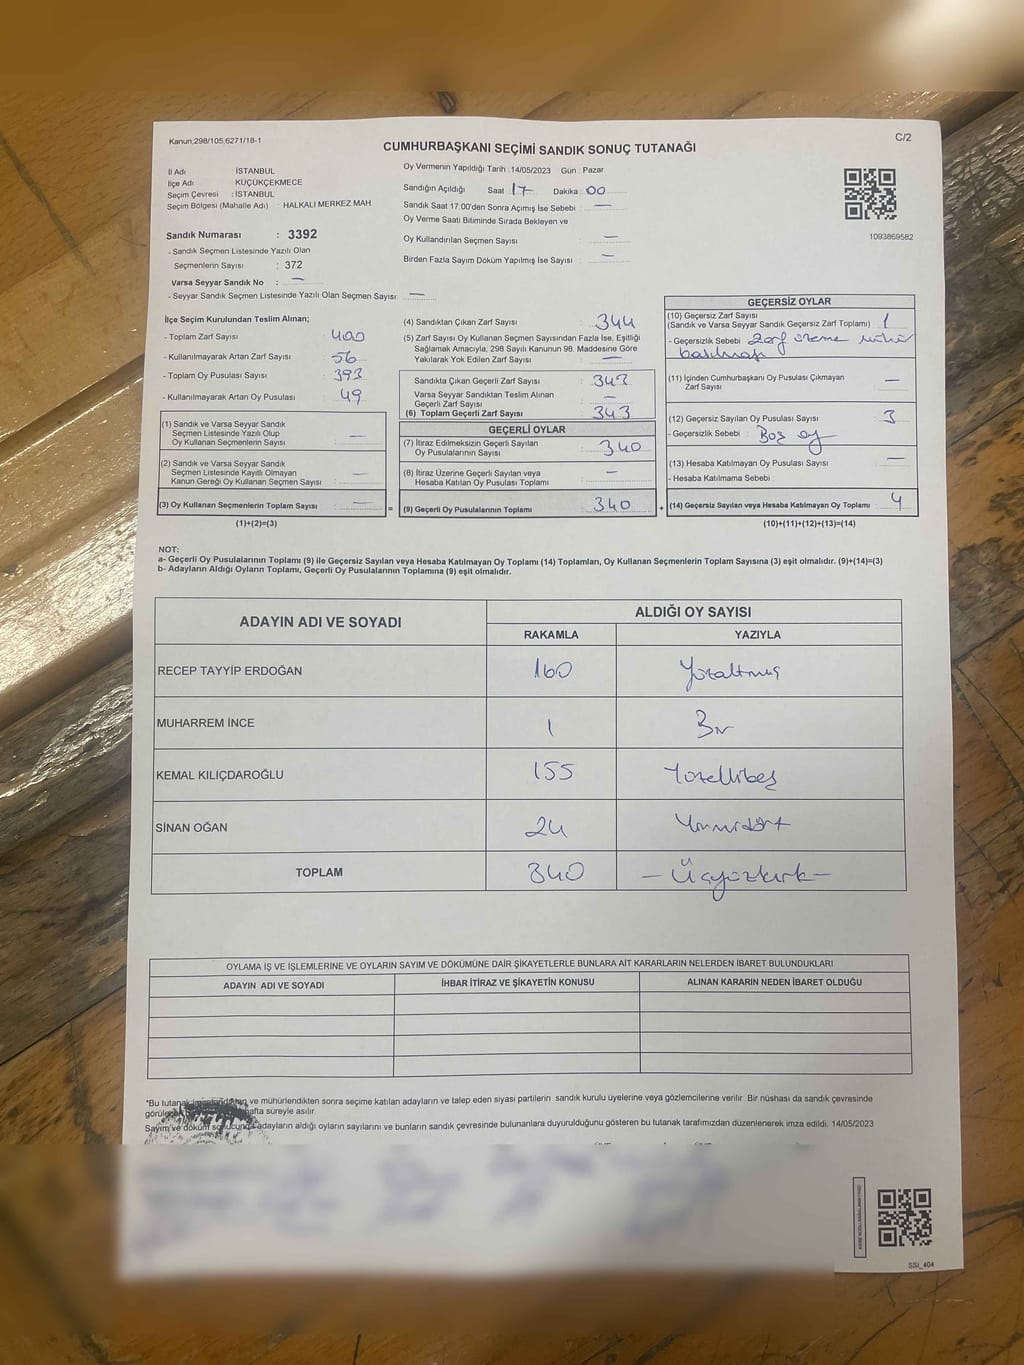 Kanun:298/105,6271/18-1
C/2
CUMHURBAŞKANI SEÇİMİ SANDIK SONUÇ TUTANAĞI
İl Adı : İSTANBUL
İlçe Adı : KÜÇÜKÇEKMECE
Seçim Çevresi : İSTANBUL
Seçim Bölgesi (Mahalle Adı) : HALKALI MERKEZ MAH.
Sandık Numarası : 3392
- Sandık Seçmen Listesinde Yazılı Olan
Seçmenlerin Sayısı : 372
Varsa Seyyar Sandık No : —
- Seyyar Sandık Seçmen Listesinde Yazılı Olan Seçmen Sayısı: —
Oy Vermenin Yapıldığı Tarih :14/05/2023 Gün : Pazar
Sandığın Açıldığı Saat 17 Dakika : 00
Sandık Saat 17.00'den Sonra Açımış İse Sebebi : —
Oy Verme Saati Bitiminde Sırada Bekleyen ve
Oy Kullandırılan Seçmen Sayısı : —
Birden Fazla Sayım Döküm Yapılmış İse Sayısı : —
1093869582
İlçe Seçim Kurulundan Teslim Alınan;
- Toplam Zarf Sayısı : 400
- Kullanılmayarak Artan Zarf Sayısı : 56
- Toplam Oy Pusulası Sayısı : 393
- Kullanılmayarak Artan Oy Pusulası : 49
(1) Sandık ve Varsa Seyyar Sandık
Seçmen Listesinde Yazılı Olup
Oy Kullanan Seçmenlerin Sayısı : —
(2) Sandık ve Varsa Seyyar Sandık
Seçmen Listesinde Kayıtlı Olmayan
Kanun Gereği Oy Kullanan Seçmen Sayısı : —
(3) Oy Kullanan Seçmenlerin Toplam Sayısı : —
(1)+(2)=(3)
(4) Sandıktan Çıkan Zarf Sayısı : 344
(5) Zarf Sayısı Oy Kullanan Seçmen Sayısından Fazla İse, Eşitliği
Sağlamak Amacıyla, 298 Sayılı Kanunun 98. Maddesine Göre
Yakılarak Yok Edilen Zarf Sayısı : —
Sandıkta Çıkan Geçerli Zarf Sayısı : 343
Varsa Seyyar Sandıktan Teslim Alınan
Geçerli Zarf Sayısı : —
(6) Toplam Geçerli Zarf Sayısı : 343
GEÇERLİ OYLAR
(7) İtiraz Edilmeksizin Geçerli Sayılan
Oy Pusulalarının Sayısı : 340
(8) İtiraz Üzerine Geçerli Sayılan veya
Hesaba Katılan Oy Pusulası Toplamı : —
= (9) Geçerli Oy Pusulalarının Toplamı : 340
GEÇERSİZ OYLAR
(10) Geçersiz Zarf Sayısı
(Sandık ve Varsa Seyyar Sandık Geçersiz Zarf Toplamı) : 1
- Geçersizlik Sebebi : Zarf üzerine mühür
basılması
(11) İçinden Cumhurbaşkanı Oy Pusulası Çıkmayan
Zarf Sayısı : —
(12) Geçersiz Sayılan Oy Pusulası Sayısı : 3
- Geçersizlik Sebebi : Boş oy
(13) Hesaba Katılmayan Oy Pusulası Sayısı : —
- Hesaba Katılmama Sebebi :
+ (14) Geçersiz Sayılan veya Hesaba Katılmayan Oy Toplamı : 4
(10)+(11)+(12)+(13)=(14)
NOT:
a- Geçerli Oy Pusulalarının Toplamı (9) ile Geçersiz Sayılan veya Hesaba Katılmayan Oy Toplamı (14) Toplamları, Oy Kullanan Seçmenlerin Toplam Sayısına (3) eşit olmalıdır. (9)+(14)=(3)
b- Adayların Aldığı Oyların Toplamı, Geçerli Oy Pusulalarının Toplamına (9) eşit olmalıdır.
ADAYIN ADI VE SOYADI
ALDIĞI OY SAYISI
RAKAMLA YAZIYLA
RECEP TAYYİP ERDOĞAN 160 Yüzaltmış
MUHARREM İNCE 1 Bir
KEMAL KILIÇDAROĞLU 155 Yüzellibeş
SİNAN OĞAN 24 Yirmidört
TOPLAM 340 — Üçyüzkırk —
OYLAMA İŞ VE İŞLEMLERİNE VE OYLARIN SAYIM VE DÖKÜMÜNE DAİR ŞİKAYETLERLE BUNLARA AİT KARARLARIN NELERDEN İBARET BULUNDUKLARI
ADAYIN ADI VE SOYADI İHBAR İTİRAZ VE ŞİKAYETİN KONUSU ALINAN KARARIN NEDEN İBARET OLDUĞU
*Bu tutanak ve mühürlendikten sonra seçime katılan adayların ve talep eden siyasi partilerin sandık kurulu üyelerine veya gözlemcilerine verilir. Bir nüshası da sandık çevresinde
hafta süreyle asılır.
Sayım ve döküm adayların aldığı oyların sayılarını ve bunların sandık çevresinde bulunanlara duyurulduğunu gösteren bu tutanak tarafımızdan düzenlenerek imza edildi. 14/05/2023
SSI_404